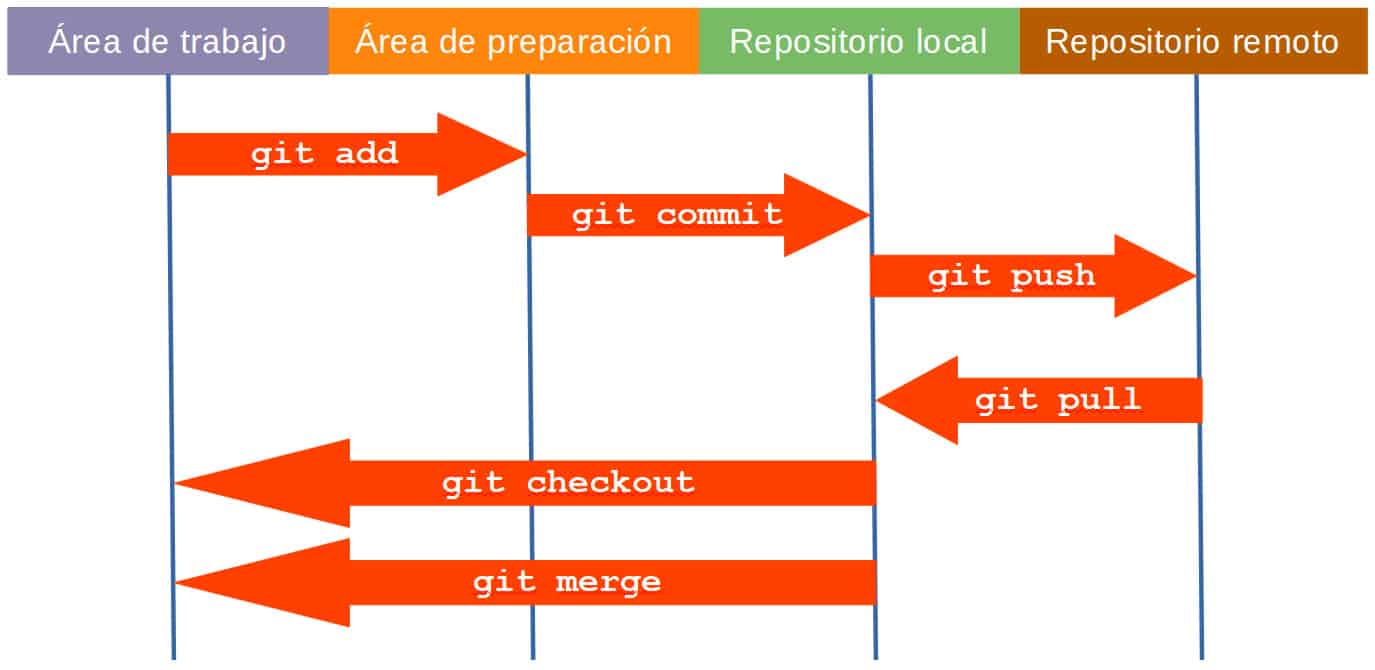 Área de trabajo
Área de preparación
Repositorio local
Repositorio remoto
git add
git commit
git push
git pull
git checkout
git merge